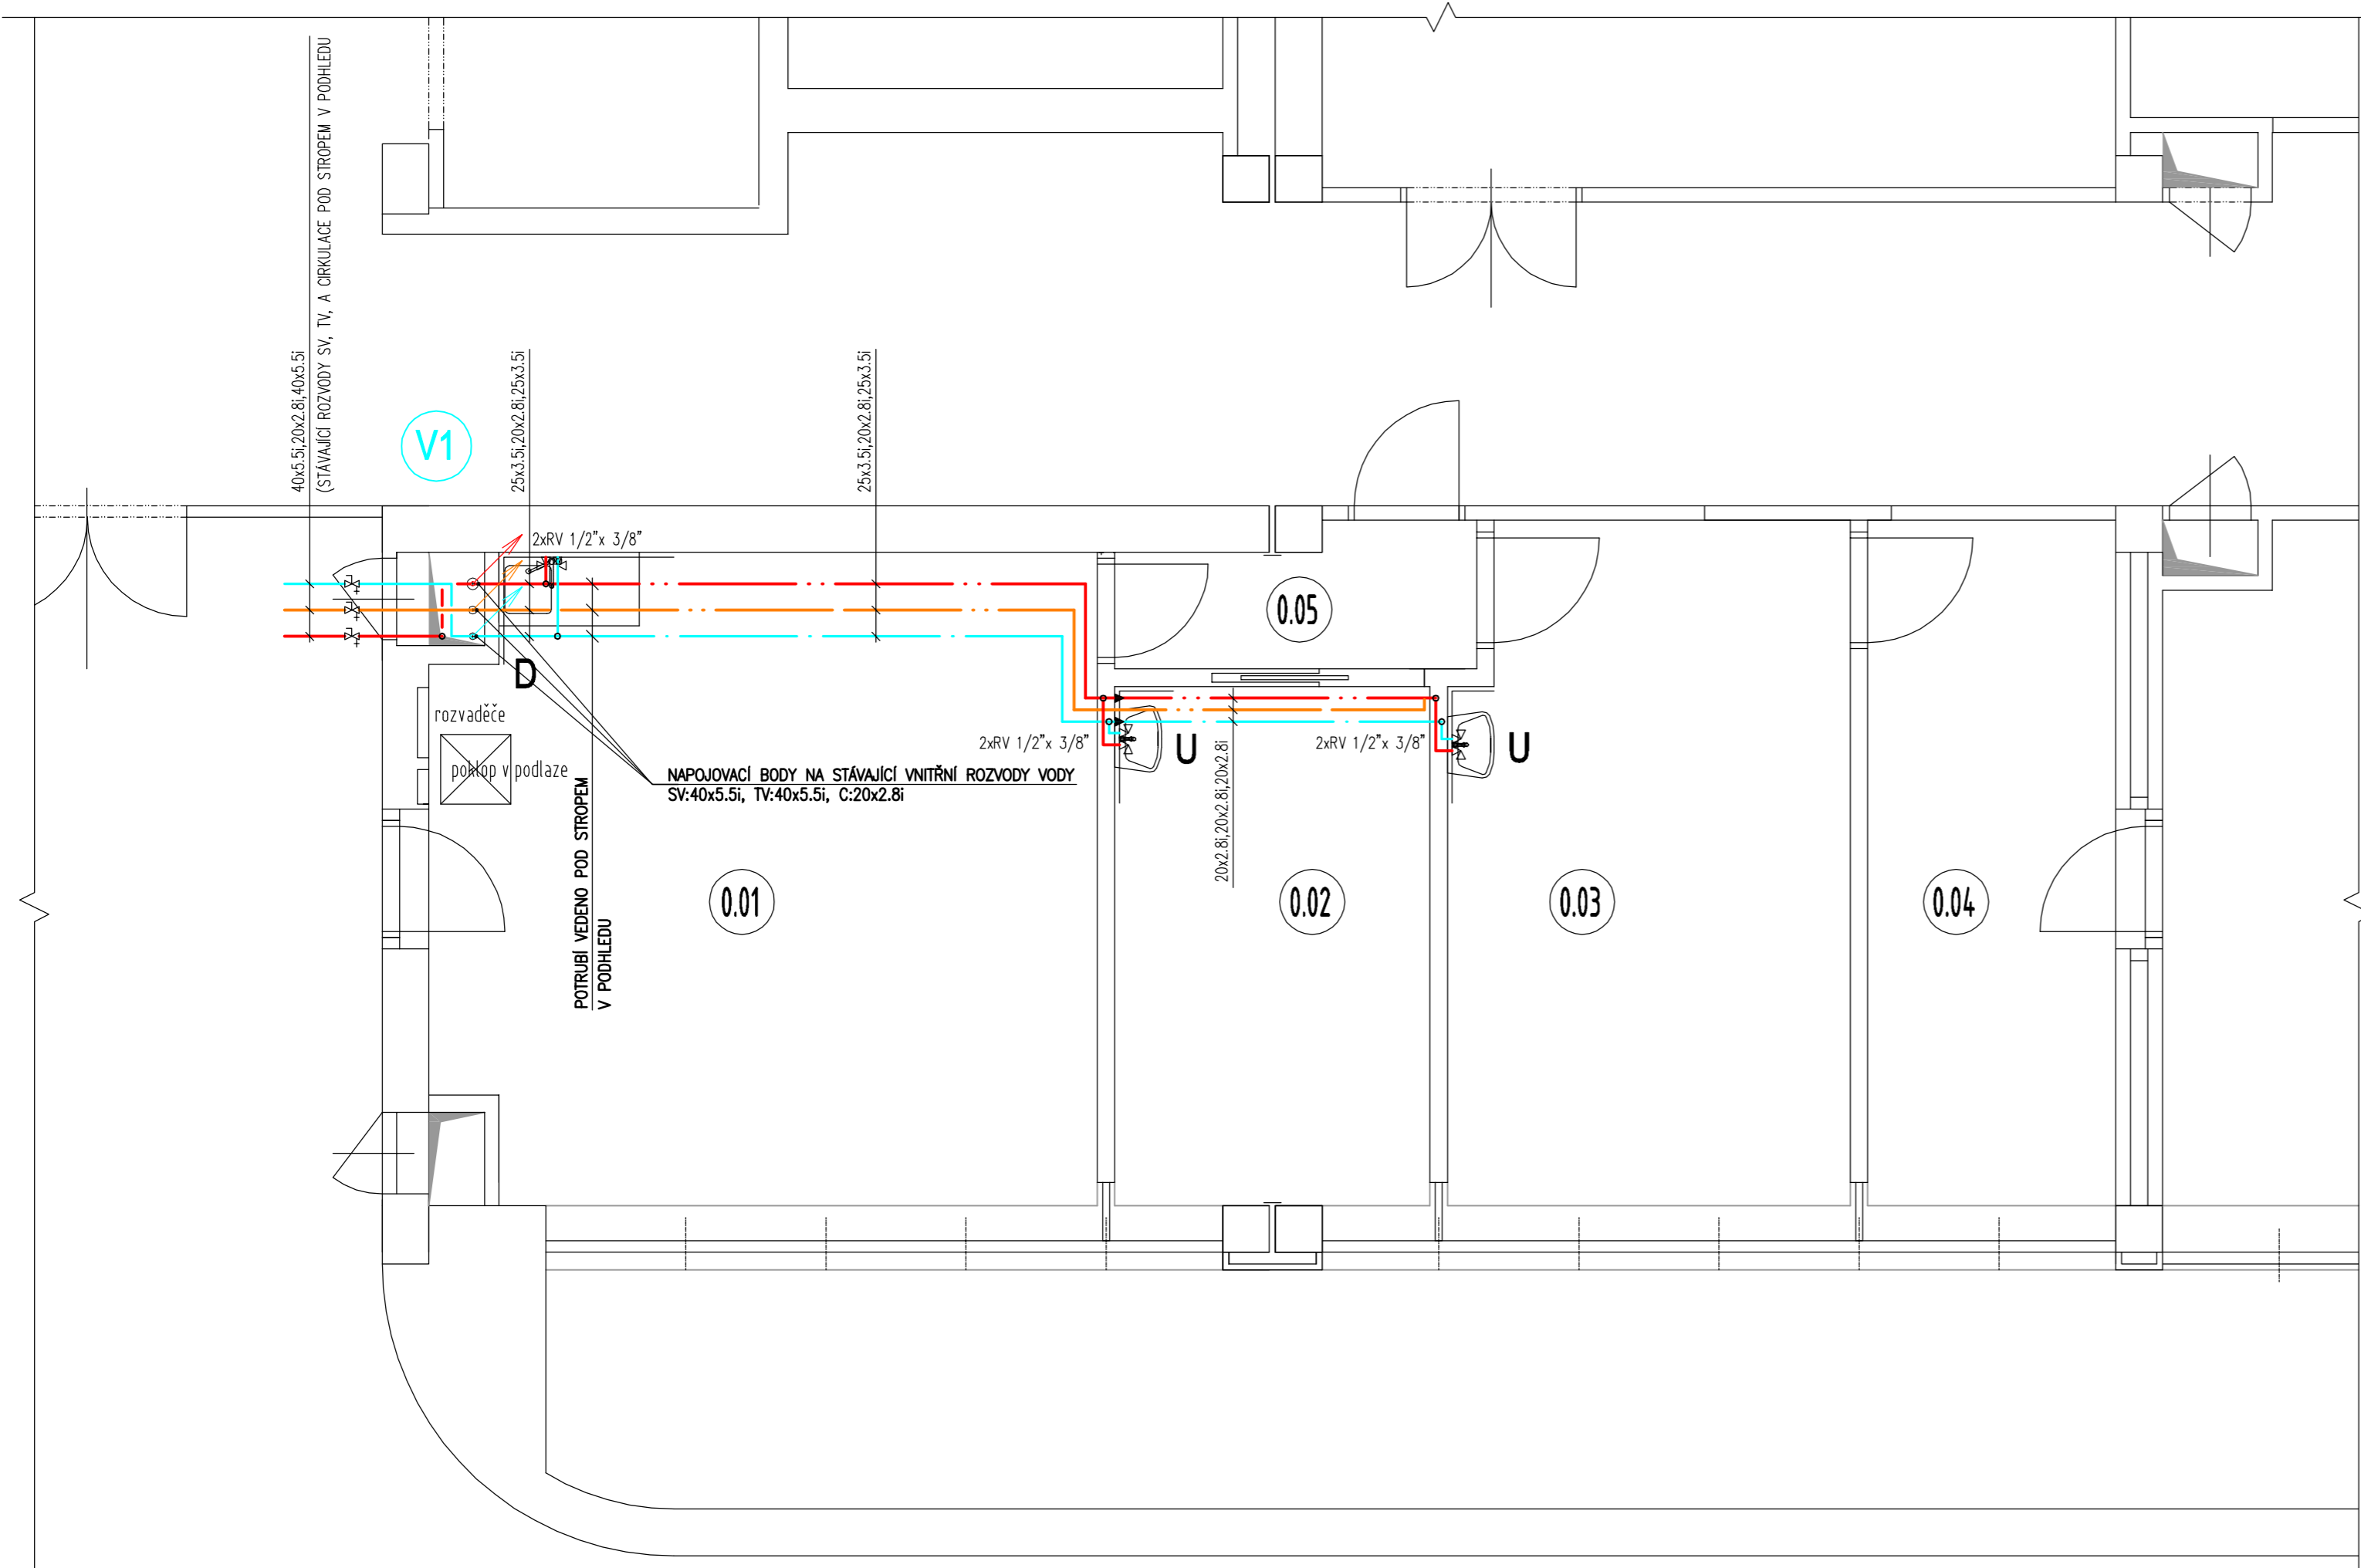 40x5.5i,20x2.8i,40x5.5i
(STÁVAJÍCÍ ROZVODY SV, TV, A CIRKULACE POD STROPEM V PODHLEDU
V1
25x3.5i,20x2.8i,25x3.5i
25x3.5i,20x2.8i,25x3.5i
2xRV 1/2"x 3/8"
0.05
D
rozvaděče
poklop v podlaze
NAPOJOVACÍ BODY NA STÁVAJÍCÍ VNITŘNÍ ROZVODY VODY
SV:40x5.5i, TV:40x5.5i, C:20x2.8i
2xRV 1/2"x 3/8"
U
2xRV 1/2"x 3/8"
U
POTRUBÍ VEDENO POD STROPEM
V PODHLEDU
20x2.8i,20x2.8i,20x2.8i
0.01
0.02
0.03
0.04